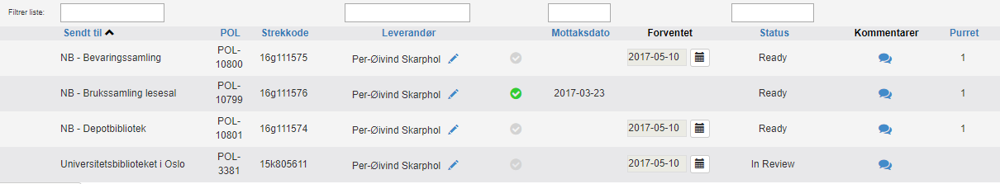 Filtrer liste:
Sendt til POL Strekkode Leverandør Mottaksdato Forventet Status Kommentarer Purret
NB - Bevaringssamling POL-10800 16g111575 Per-Øivind Skarphol 2017-05-10 Ready 1
NB - Brukssamling lesesal POL-10799 16g111576 Per-Øivind Skarphol 2017-03-23 Ready 1
NB - Depotbibliotek POL-10801 16g111574 Per-Øivind Skarphol 2017-05-10 Ready 1
Universitetsbiblioteket i Oslo POL-3381 15k805611 Per-Øivind Skarphol 2017-05-10 In Review